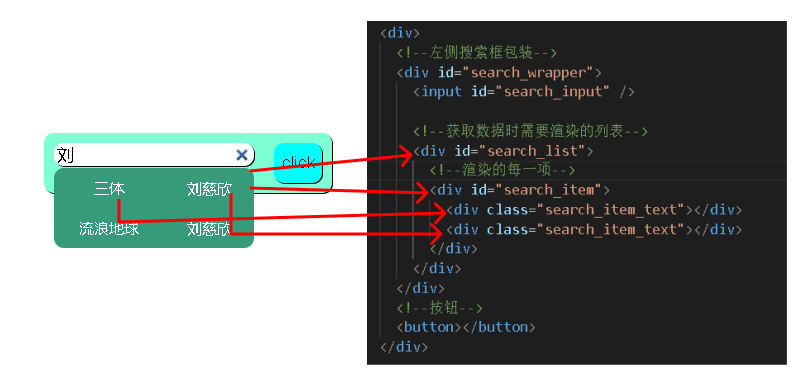 刘
click
三体 刘慈欣
流浪地球 刘慈欣
<div>
<!--左侧搜索框包装-->
<div id="search_wrapper">
<input id="search_input" />
<!--获取数据时需要渲染的列表-->
<div id="search_list">
<!--渲染的每一项-->
<div id="search_item">
<div class="search_item_text"></div>
<div class="search_item_text"></div>
</div>
</div>
</div>
<!--按钮-->
<button></button>
</div>